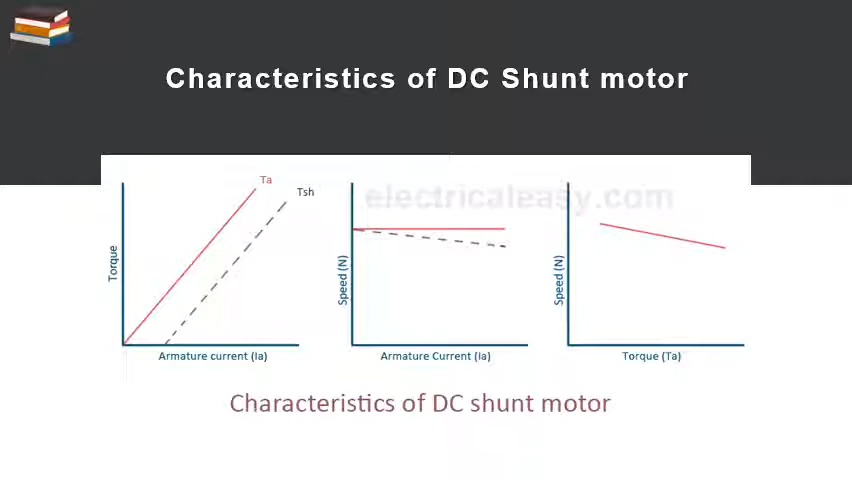 Characteristics of DC Shunt motor
electricaleasy.com
Ta
Tsh
Torque
Armature current (Ia)
Speed (N)
Armature Current (Ia)
Speed (N)
Torque (Ta)
Characteristics of DC shunt motor